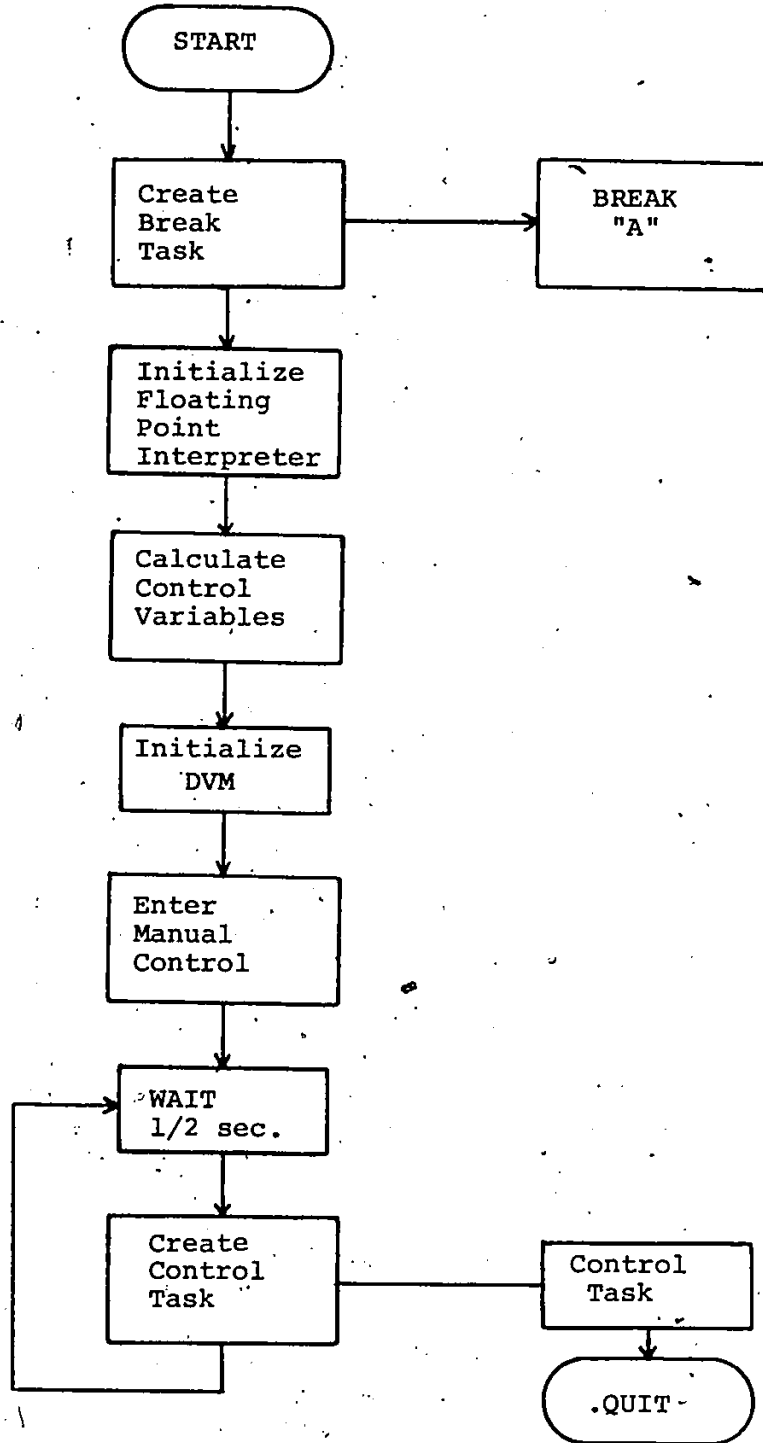 START
Create
Break
Task
BREAK
"A"
Initialize
Floating
Point
Interpreter
Calculate
Control
Variables
Initialize
DVM
Enter
Manual
Control
WAIT
1/2 sec.
Create
Control
Task
Control
Task
QUIT